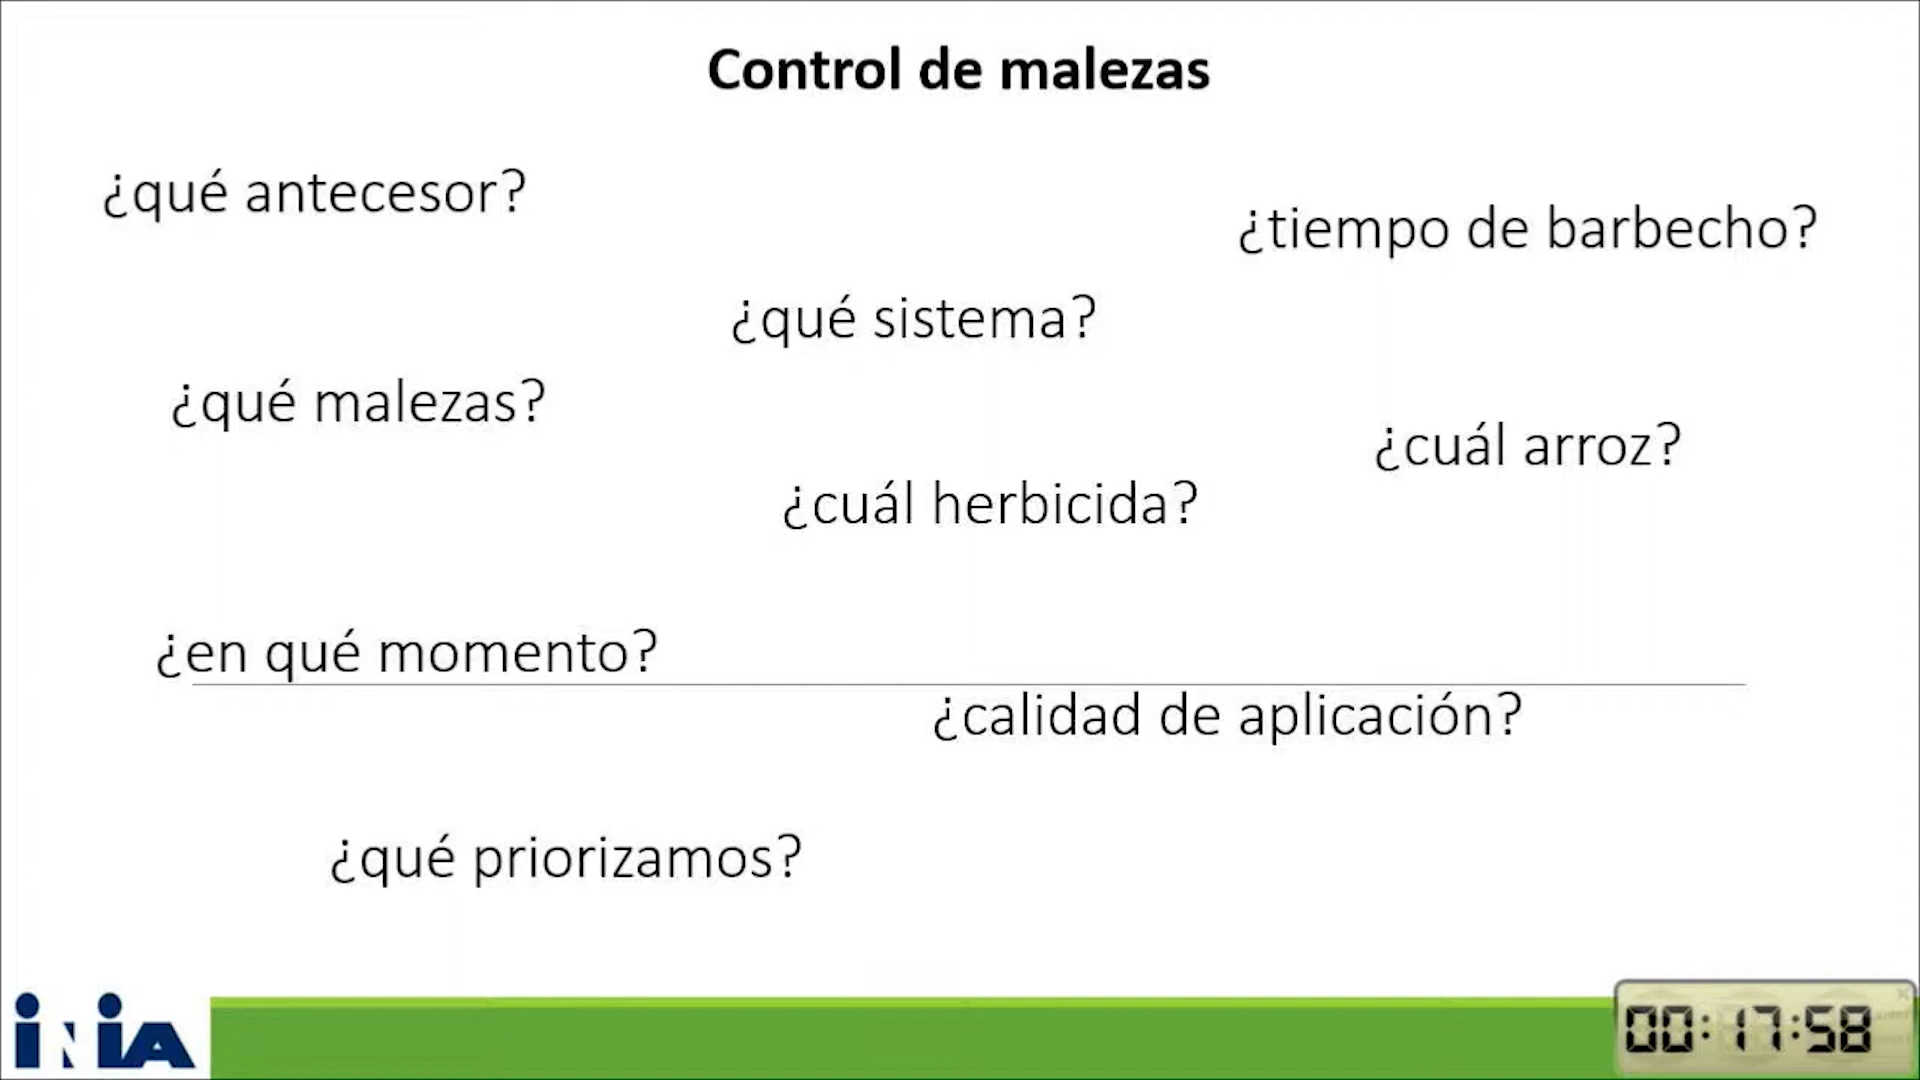 Control de malezas
¿qué antecesor?
¿tiempo de barbecho?
¿qué sistema?
¿qué malezas?
¿cuál arroz?
¿cuál herbicida?
¿en qué momento?
¿calidad de aplicación?
¿qué priorizamos?
iNiA
00:17:58